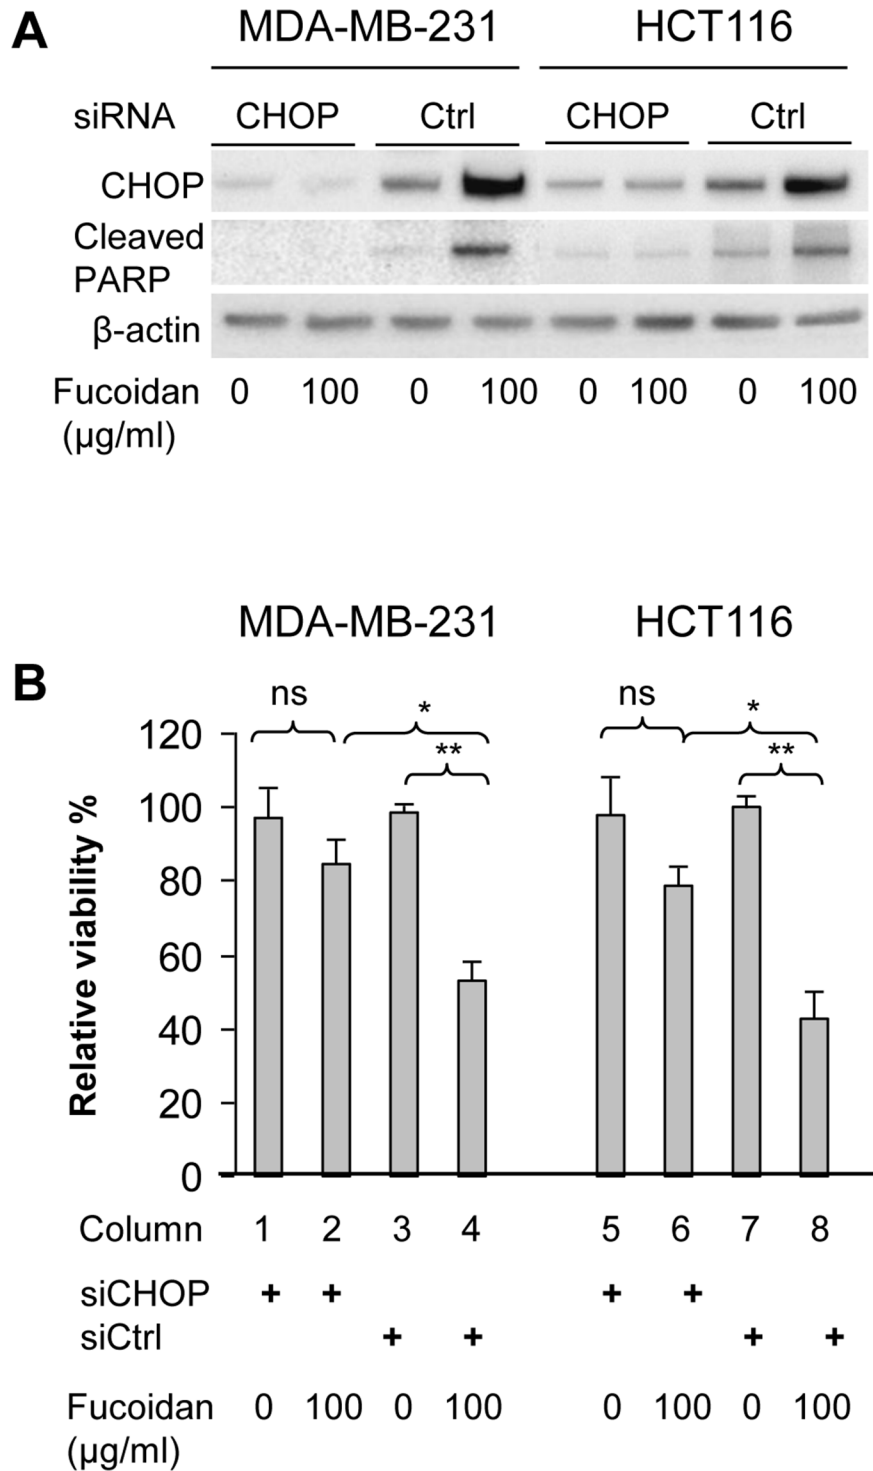 A
MDA-MB-231 HCT116
siRNA CHOP Ctrl CHOP Ctrl
CHOP
Cleaved
PARP
β-actin
Fucoidan 0 100 0 100 0 100 0 100
(μg/ml)
MDA-MB-231 HCT116
B
ns * ns *
** **
Relative viability %
120
100
80
60
40
20
0
Column 1 2 3 4 5 6 7 8
siCHOP + + + +
siCtrl + + + +
Fucoidan 0 100 0 100 0 100 0 100
(μg/ml)